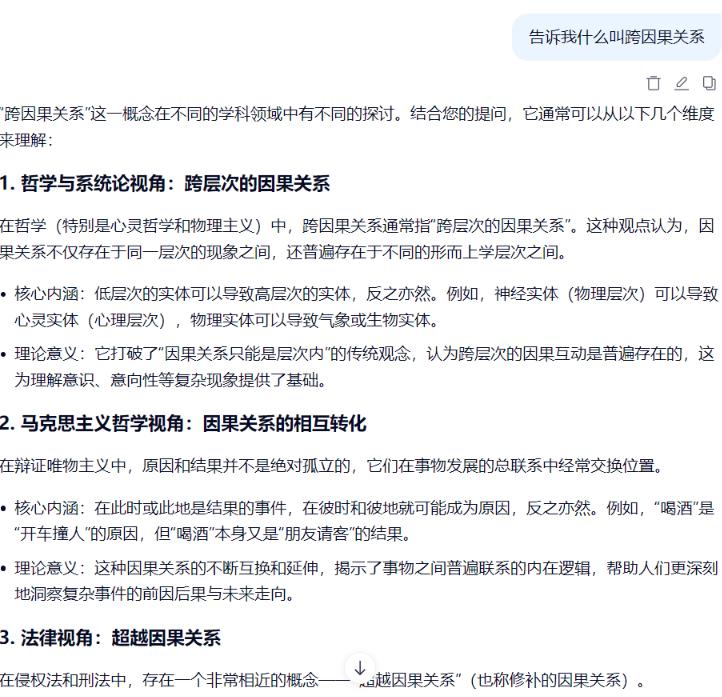 告诉我什么叫跨因果关系
“跨因果关系”这一概念在不同的学科领域中有不同的探讨。结合您的提问，它通常可以从以下几个维度
来理解：
1. 哲学与系统论视角：跨层次的因果关系
在哲学（特别是心灵哲学和物理主义）中，跨因果关系通常指“跨层次的因果关系”。这种观点认为，因
果关系不仅存在于同一层次的现象之间，还普遍存在于不同的形而上学层次之间。
• 核心内涵：低层次的实体可以导致高层次的实体，反之亦然。例如，神经实体（物理层次）可以导致
心灵实体（心理层次），物理实体可以导致气象或生物实体。
• 理论意义：它打破了“因果关系只能是层次内”的传统观念，认为跨层次的因果互动是普遍存在的，这
为理解意识、意向性等复杂现象提供了基础。
2. 马克思主义哲学视角：因果关系的相互转化
在辩证唯物主义中，原因和结果并不是绝对孤立的，它们在事物发展的总联系中经常交换位置。
• 核心内涵：在此时或此地是结果的事件，在彼时和彼地就可能成为原因，反之亦然。例如，“喝酒”是
“开车撞人”的原因，但“喝酒”本身又是“朋友请客”的结果。
• 理论意义：这种因果关系的不断互换和延伸，揭示了事物之间普遍联系的内在逻辑，帮助人们更深刻
地洞察复杂事件的前因后果与未来走向。
3. 法律视角：超越因果关系
在侵权法和刑法中，存在一个非常相近的概念——“超越因果关系”（也称修补的因果关系）。